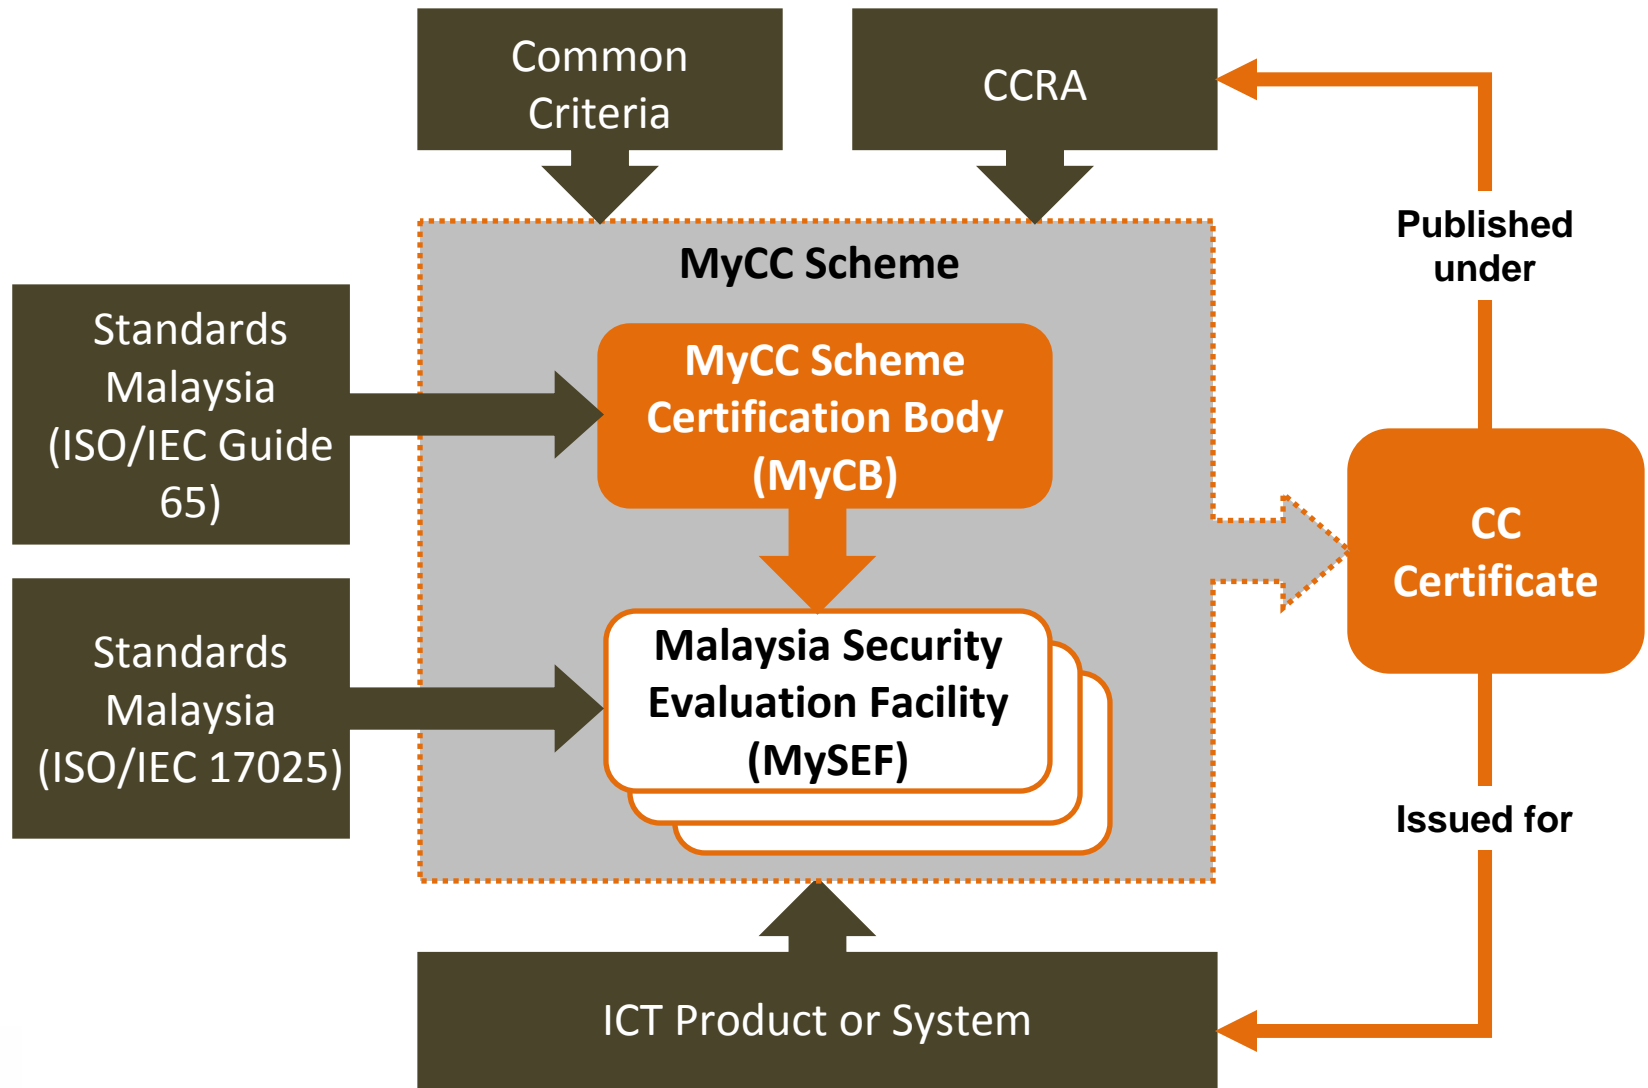 Common
Criteria
CCRA
Published
under
MyCC Scheme
Standards
Malaysia
(ISO/IEC Guide
65)
MyCC Scheme
Certification Body
(MyCB)
CC
Certificate
Standards
Malaysia
(ISO/IEC 17025)
Malaysia Security
Evaluation Facility
(MySEF)
Issued for
ICT Product or System